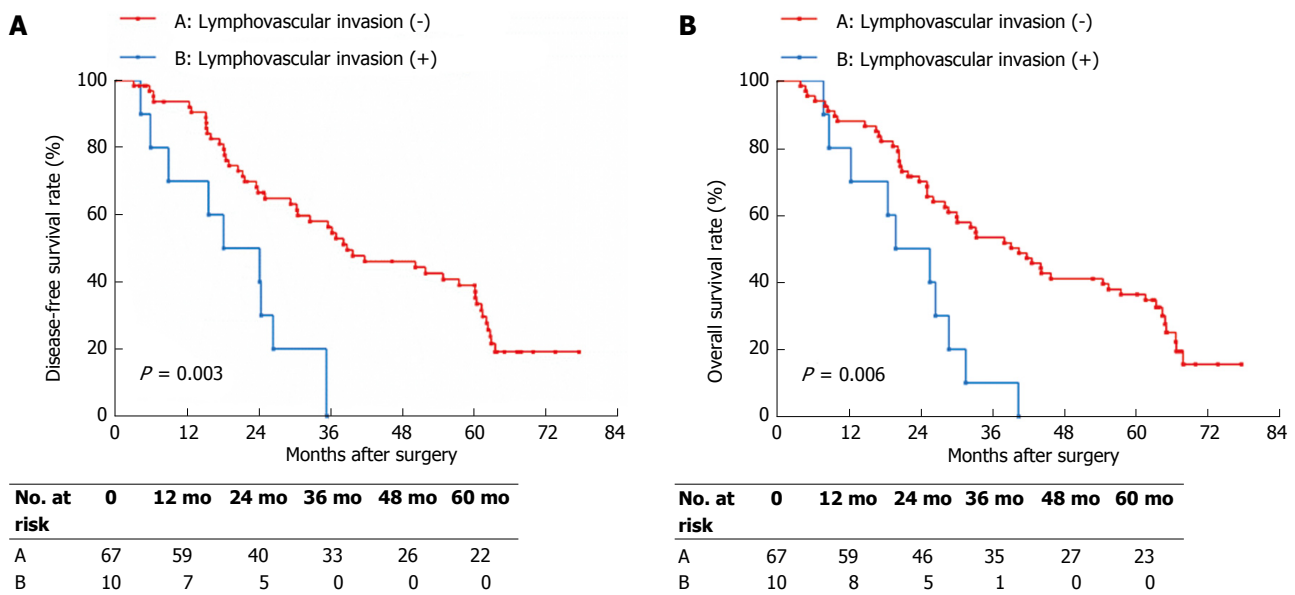 A
A: Lymphovascular invasion (-)
B: Lymphovascular invasion (+)
Disease-free survival rate (%)
100
80
60
40
20
0
P = 0.003
0 12 24 36 48 60 72 84
Months after surgery
No. at risk 0 12 mo 24 mo 36 mo 48 mo 60 mo
A 67 59 40 33 26 22
B 10 7 5 0 0 0
B
A: Lymphovascular invasion (-)
B: Lymphovascular invasion (+)
Overall survival rate (%)
100
80
60
40
20
0
P = 0.006
0 12 24 36 48 60 72 84
Months after surgery
No. at risk 0 12 mo 24 mo 36 mo 48 mo 60 mo
A 67 59 46 35 27 23
B 10 8 5 1 0 0